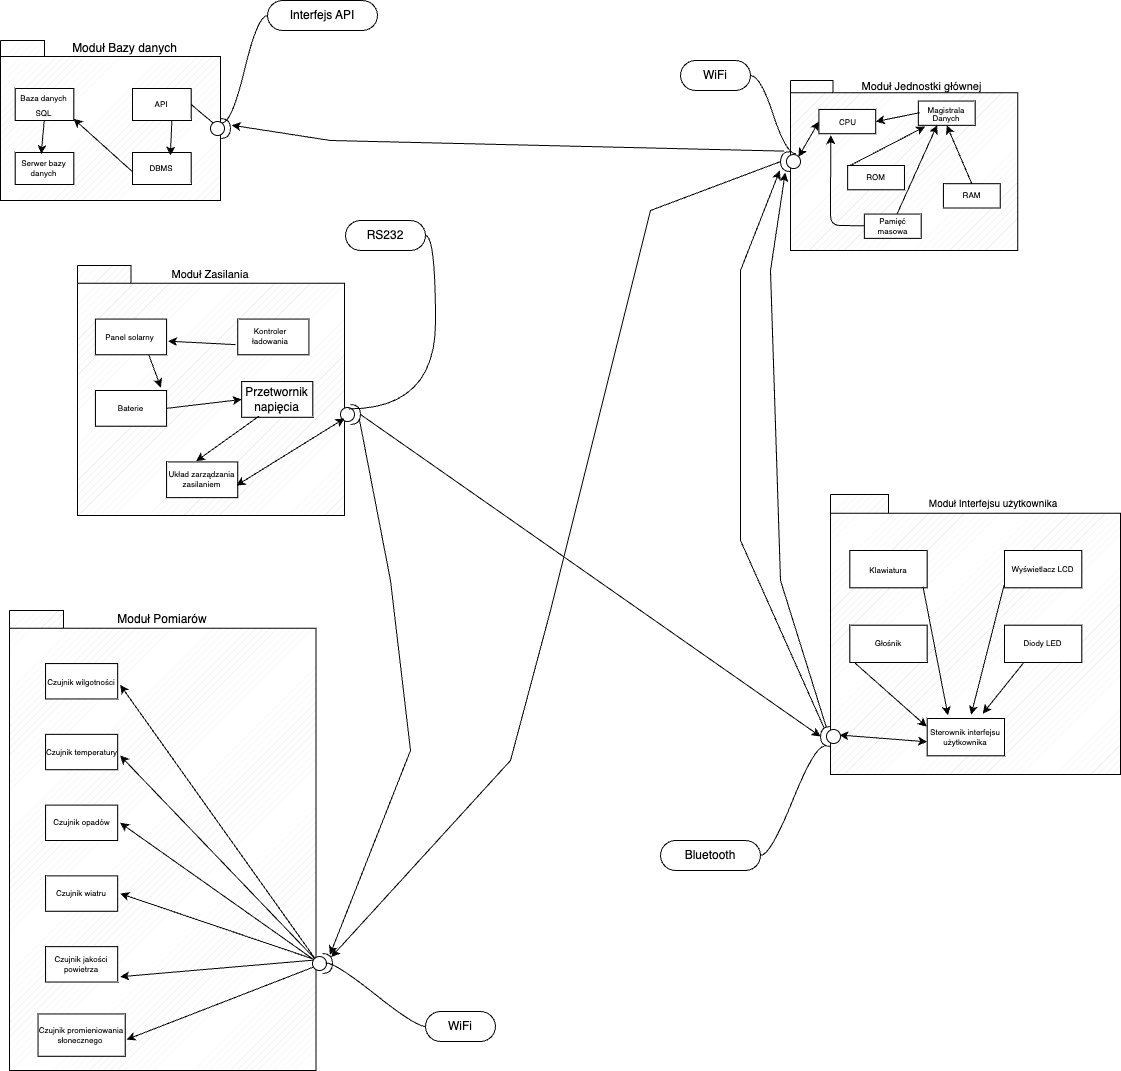 Interfejs API
Moduł Bazy danych
Baza danych
SQL
API
Serwer bazy
danych
DBMS
WiFi
Moduł Jednostki głównej
CPU
Magistrala
Danych
ROM
RAM
Pamięć
masowa
RS232
Moduł Zasilania
Panel solarny
Kontroler
ładowania
Baterie
Przetwornik
napięcia
Układ zarządzania
zasilaniem
Moduł Interfejsu użytkownika
Klawiatura
Wyświetlacz LCD
Głośnik
Diody LED
Sterownik interfejsu
użytkownika
Bluetooth
Moduł Pomiarów
Czujnik wilgotności
Czujnik temperatury
Czujnik opadów
Czujnik wiatru
Czujnik jakości
powietrza
Czujnik promieniowania
słonecznego
WiFi